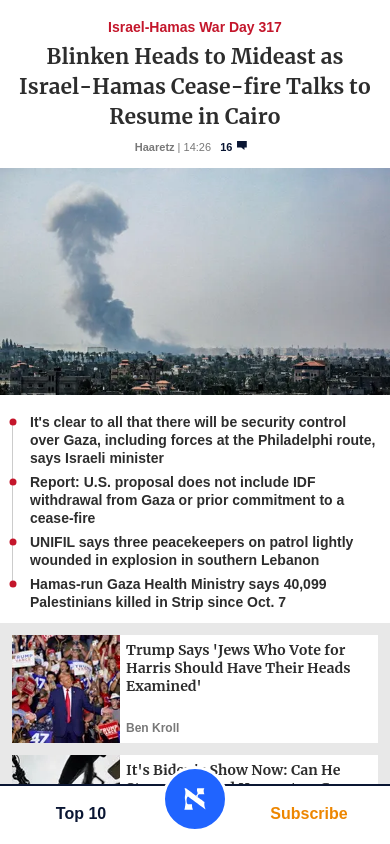 Israel-Hamas War Day 317
Blinken Heads to Mideast as
Israel-Hamas Cease-fire Talks to
Resume in Cairo
Haaretz | 14:26 16
It's clear to all that there will be security control
over Gaza, including forces at the Philadelphi route,
says Israeli minister
Report: U.S. proposal does not include IDF
withdrawal from Gaza or prior commitment to a
cease-fire
UNIFIL says three peacekeepers on patrol lightly
wounded in explosion in southern Lebanon
Hamas-run Gaza Health Ministry says 40,099
Palestinians killed in Strip since Oct. 7
Trump Says 'Jews Who Vote for
Harris Should Have Their Heads
Examined'
Ben Kroll
47
It's Show Now: Can He
Top 10
Subscribe